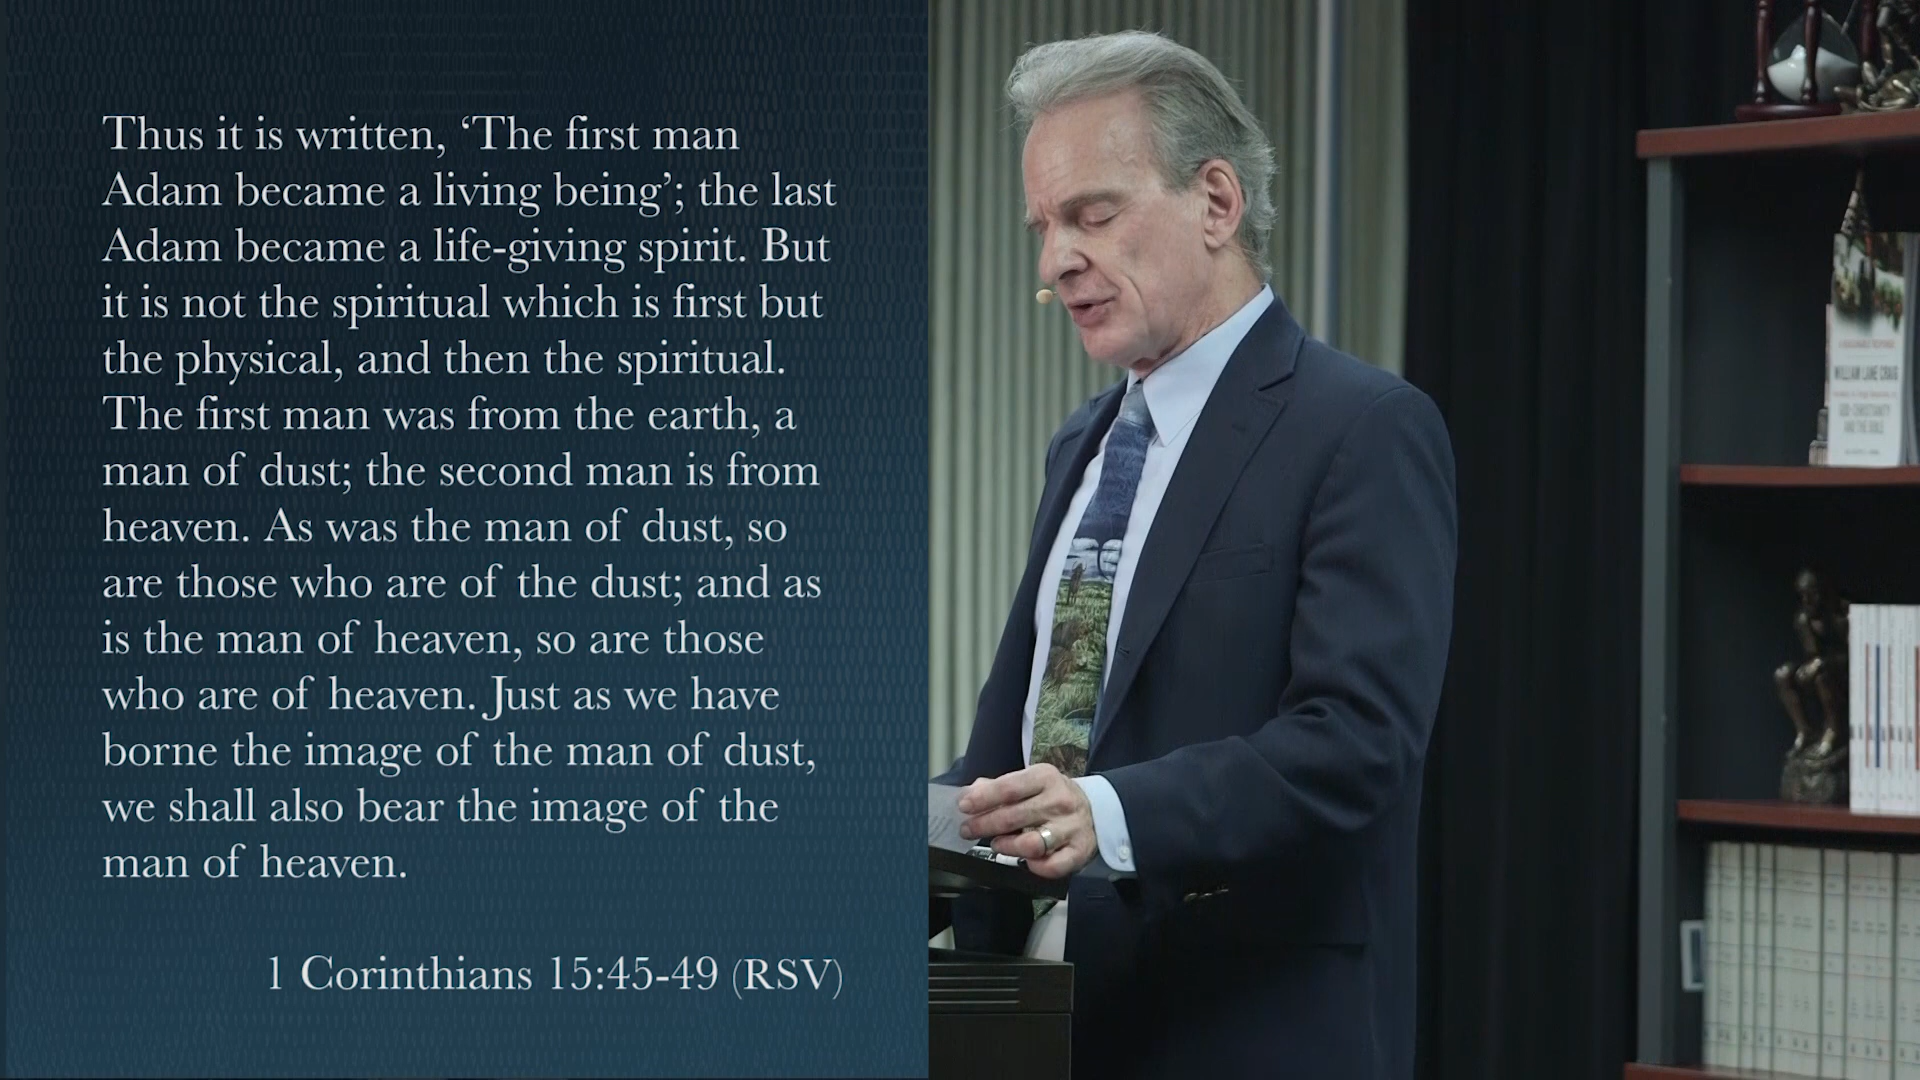 Thus it is written, ‘The first man
Adam became a living being’; the last
Adam became a life-giving spirit. But
it is not the spiritual which is first but
the physical, and then the spiritual.
The first man was from the earth, a
man of dust; the second man is from
heaven. As was the man of dust, so
are those who are of the dust; and as
is the man of heaven, so are those
who are of heaven. Just as we have
borne the image of the man of dust,
we shall also bear the image of the
man of heaven.
1 Corinthians 15:45-49 (RSV)
WILLIAM LANE CRAIG
GOD, CHRISTIANITY
AND THE BIBLE